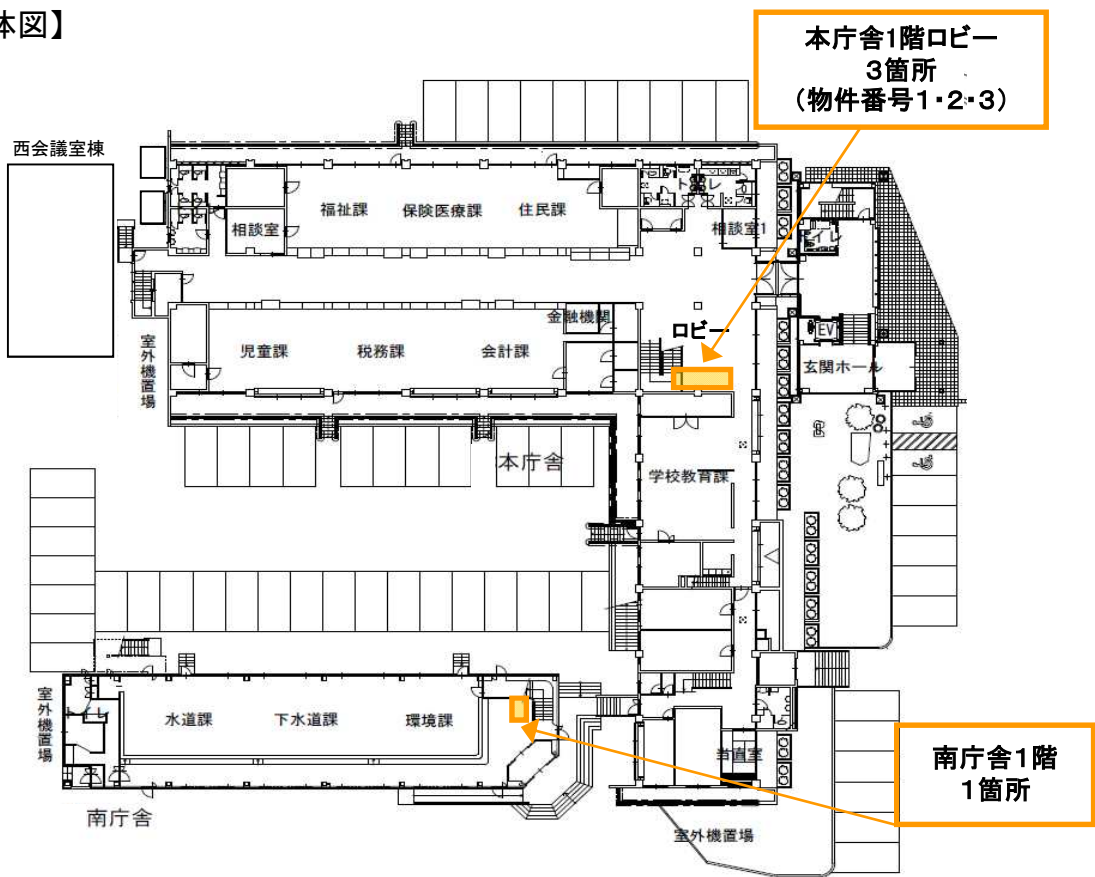 体図】
本庁舎1階ロビー
3箇所
（物件番号1・2・3）
西会議室棟
トイレ
福祉課
保険医療課
住民課
相談室
相談室1
トイレ
金融機関
ロビー
EV
室外機置場
児童課
税務課
会計課
玄関ホール
本庁舎
学校教育課
室外機置場
水道課
下水道課
環境課
当直室
南庁舎1階
1箇所
南庁舎
室外機置場